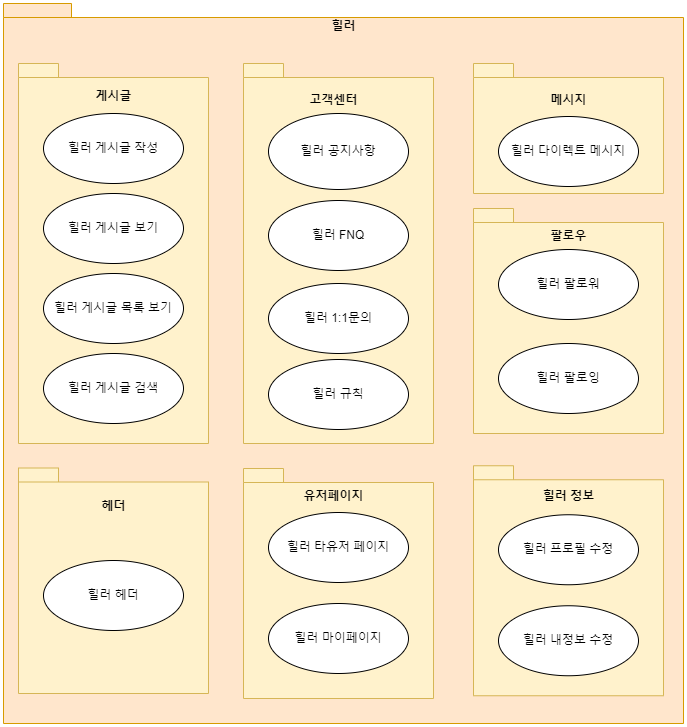 힐러
게시글
힐러 게시글 작성
힐러 게시글 보기
힐러 게시글 목록 보기
힐러 게시글 검색
고객센터
힐러 공지사항
힐러 FNQ
힐러 1:1문의
힐러 규칙
메시지
힐러 다이렉트 메시지
팔로우
힐러 팔로워
힐러 팔로잉
헤더
힐러 헤더
유저페이지
힐러 타유저 페이지
힐러 마이페이지
힐러 정보
힐러 프로필 수정
힐러 내정보 수정